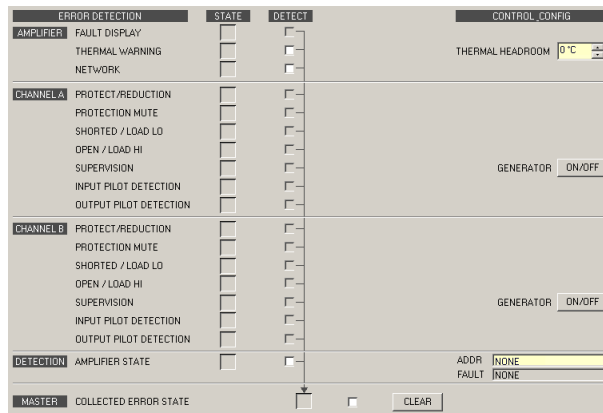 ERROR DETECTION STATE DETECT CONTROL_CONFIG
AMPLIFIER FAULT DISPLAY
THERMAL WARNING THERMAL HEADROOM 0 °C
NETWORK
CHANNEL A PROTECT/REDUCTION
PROTECTION MUTE
SHORTED / LOAD LO
OPEN / LOAD HI
SUPERVISION GENERATOR ON/OFF
INPUT PILOT DETECTION
OUTPUT PILOT DETECTION
CHANNEL B PROTECT/REDUCTION
PROTECTION MUTE
SHORTED / LOAD LO
OPEN / LOAD HI
SUPERVISION GENERATOR ON/OFF
INPUT PILOT DETECTION
OUTPUT PILOT DETECTION
DETECTION AMPLIFIER STATE ADDR NONE
FAULT NONE
MASTER COLLECTED ERROR STATE CLEAR